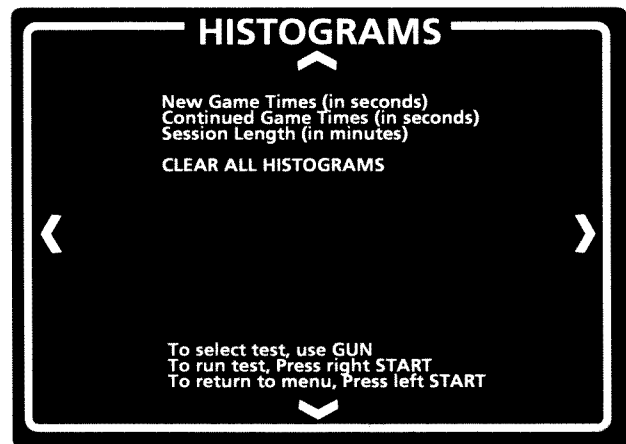 HISTOGRAMS
New Game Times (in seconds)
Continued Game Times (in seconds)
Session Length (in minutes)
CLEAR ALL HISTOGRAMS
To select test, use GUN
To run test, Press right START
To return to menu, Press left START